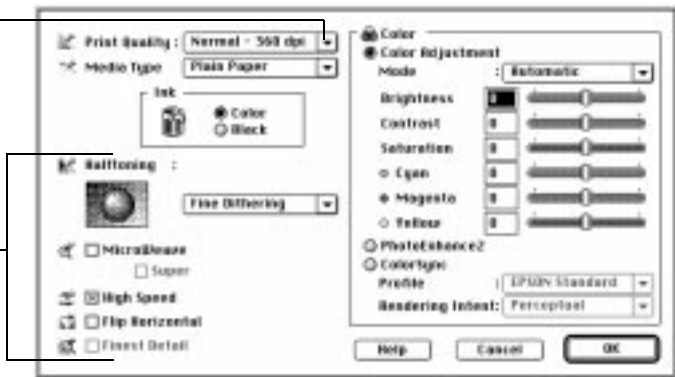 Print Quality : Normal - 360 dpi
Media Type Plain Paper
Ink
Color
Black
Halftoning :
Fine Dithering
MicroWeave
Super
High Speed
Flip Horizontal
Finest Detail
Color
Color Adjustment
Mode : Automatic
Brightness 0
Contrast 0
Saturation 0
Cyan 0
Magenta 0
Yellow 0
PhotoEnhance2
ColorSync
Profile : EPSON Standard
Rendering Intent: Perceptual
Help Cancel OK